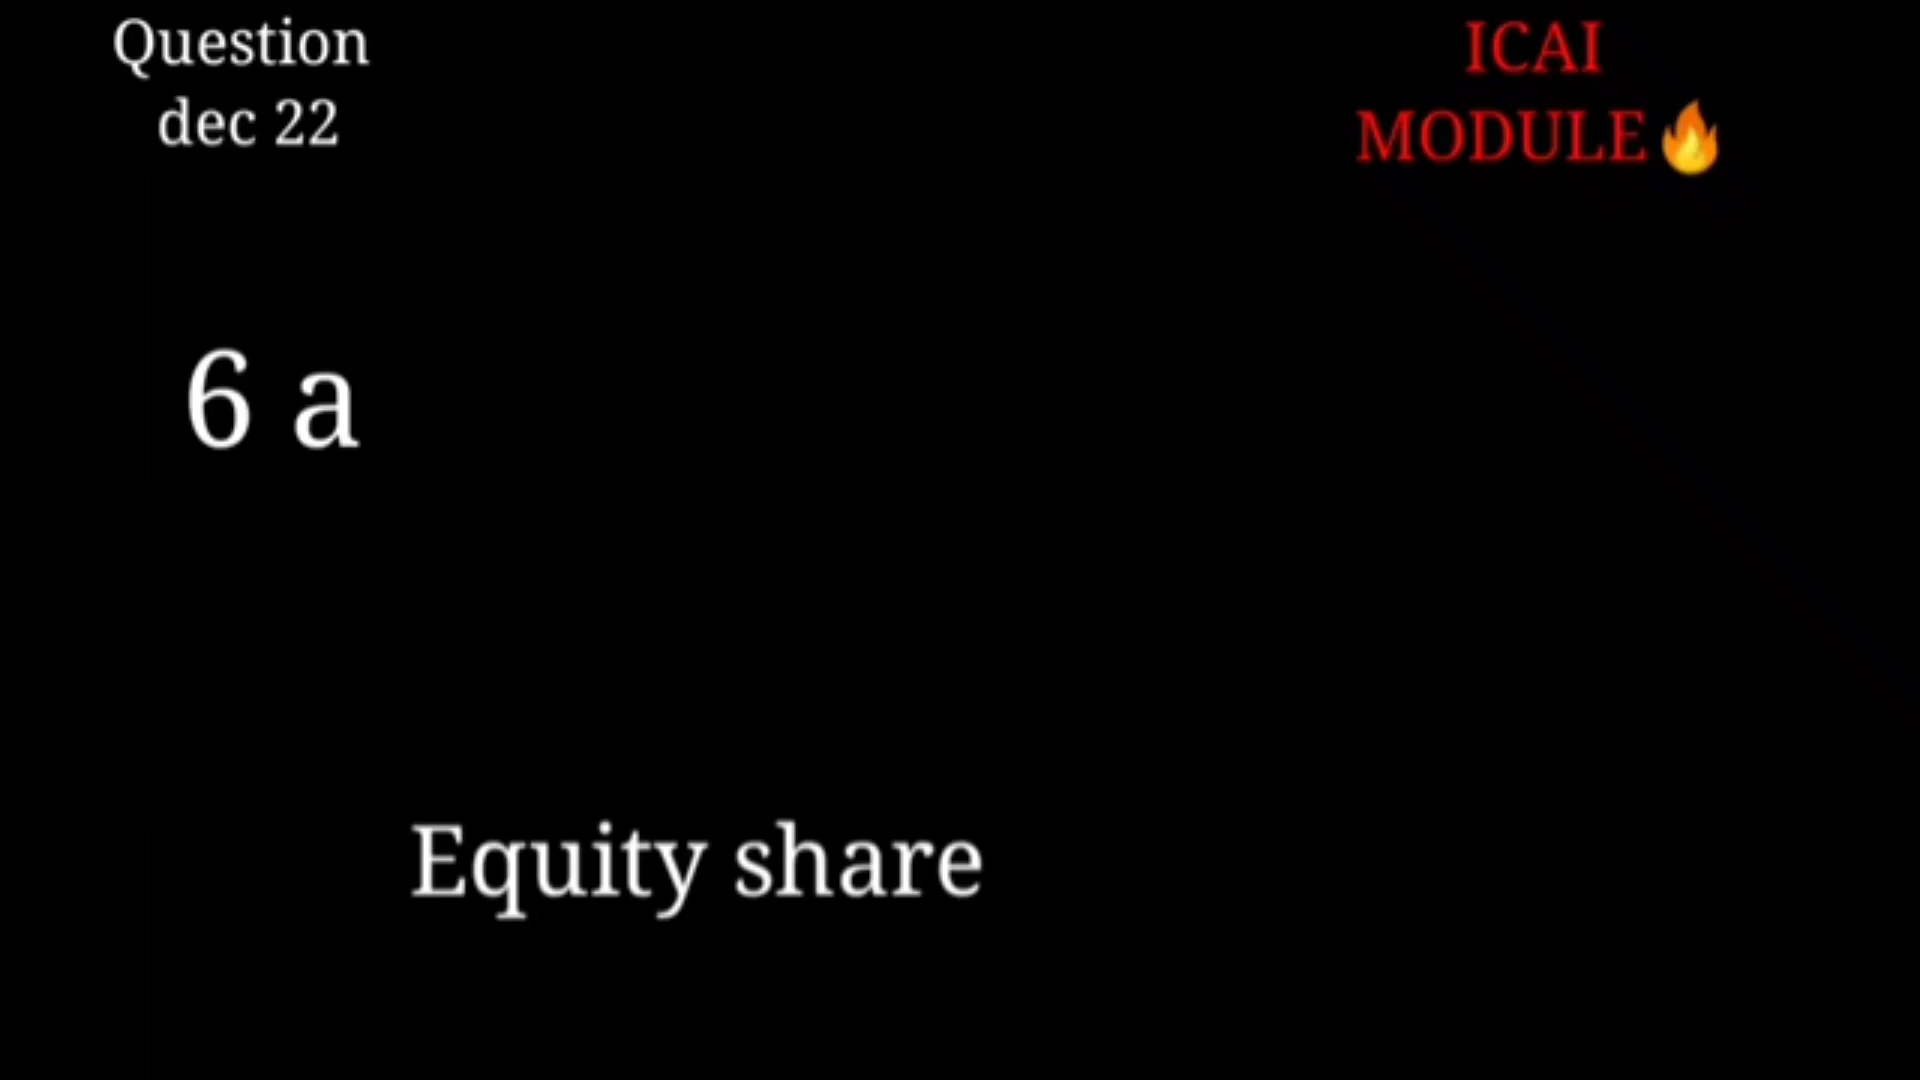 Question
dec 22
ICAI
MODULE🔥
6 a
Equity share